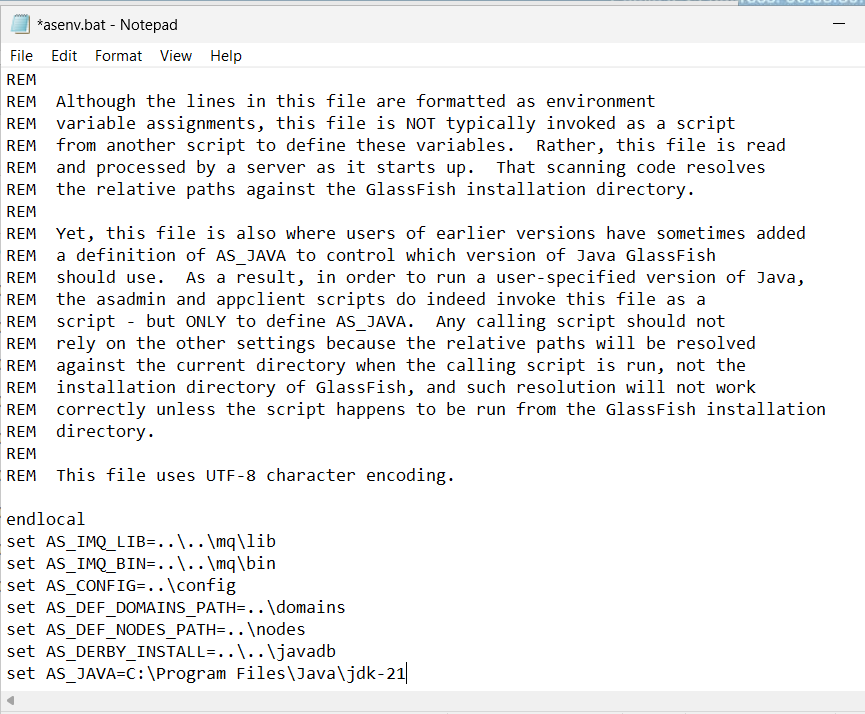 *asenv.bat - Notepad
File Edit Format View Help
REM
REM  Although the lines in this file are formatted as environment
REM  variable assignments, this file is NOT typically invoked as a script
REM  from another script to define these variables.  Rather, this file is read
REM  and processed by a server as it starts up.  That scanning code resolves
REM  the relative paths against the GlassFish installation directory.
REM
REM  Yet, this file is also where users of earlier versions have sometimes added
REM  a definition of AS_JAVA to control which version of Java GlassFish
REM  should use.  As a result, in order to run a user-specified version of Java,
REM  the asadmin and appclient scripts do indeed invoke this file as a
REM  script - but ONLY to define AS_JAVA.  Any calling script should not
REM  rely on the other settings because the relative paths will be resolved
REM  against the current directory when the calling script is run, not the
REM  installation directory of GlassFish, and such resolution will not work
REM  correctly unless the script happens to be run from the GlassFish installation
REM  directory.
REM
REM  This file uses UTF-8 character encoding.
endlocal
set AS_IMQ_LIB=..\..\mq\lib
set AS_IMQ_BIN=..\..\mq\bin
set AS_CONFIG=..\config
set AS_DEF_DOMAINS_PATH=..\domains
set AS_DEF_NODES_PATH=..\nodes
set AS_DERBY_INSTALL=..\..\javadb
set AS_JAVA=C:\Program Files\Java\jdk-21